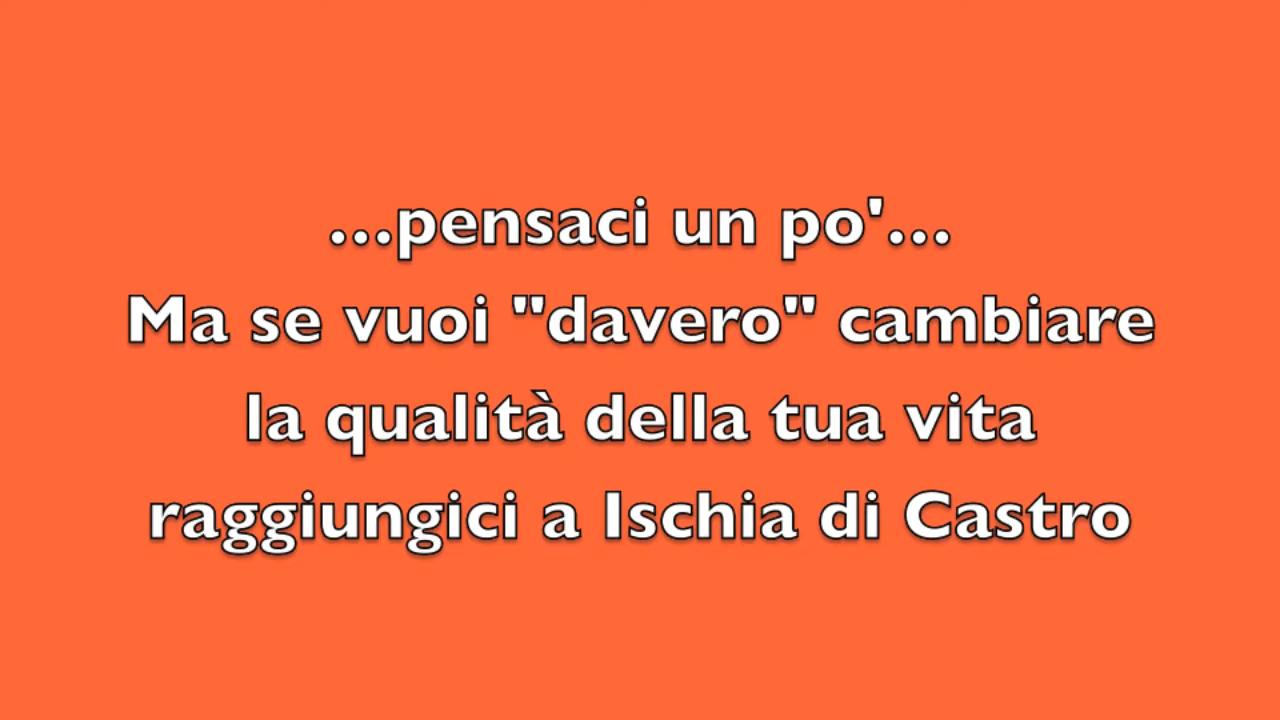 ...pensaci un po'...
Ma se vuoi "davero" cambiare
la qualità della tua vita
raggiungici a Ischia di Castro